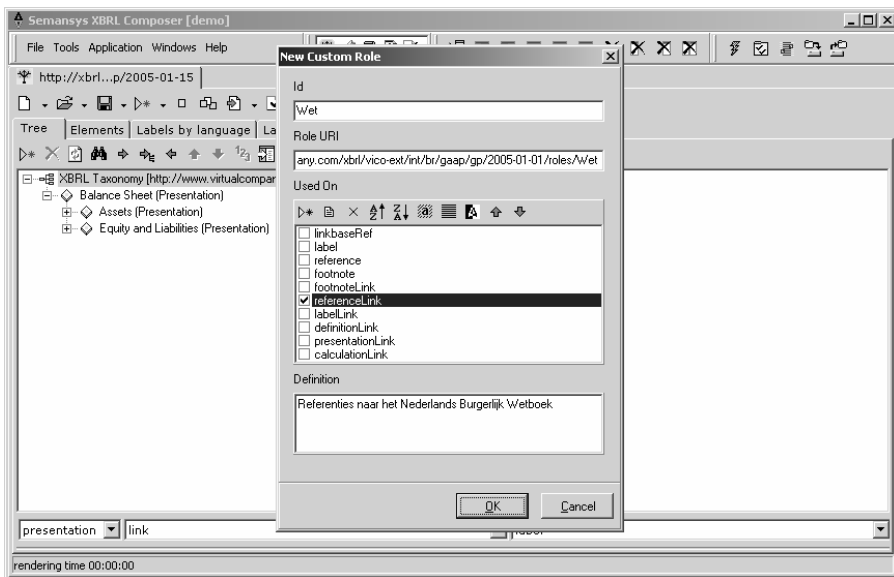 Semansys XBRL Composer [demo]
File Tools Application Windows Help
New Custom Role
http://xbrl...p/2005-01-15
Id
Wet
Tree Elements Labels by language La
Role URI
any.com/xbrl/vico-ext/int/br/gaap/gp/2005-01-01/roles/Wet
XBRL Taxonomy [http://www.virtualcompar
Used On
Balance Sheet (Presentation)
Assets (Presentation)
Equity and Liabilities (Presentation)
linkbaseRef
label
reference
footnote
footnoteLink
referenceLink
labelLink
definitionLink
presentationLink
calculationLink
Definition
Referenties naar het Nederlands Burgerlijk Wetboek
OK Cancel
presentation link
rendering time 00:00:00